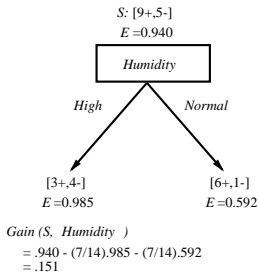 S: [9+,5-]
E =0.940
Humidity
High Normal
[3+,4-] [6+,1-]
E =0.985 E =0.592
Gain (S, Humidity )
= .940 - (7/14).985 - (7/14).592
= .151